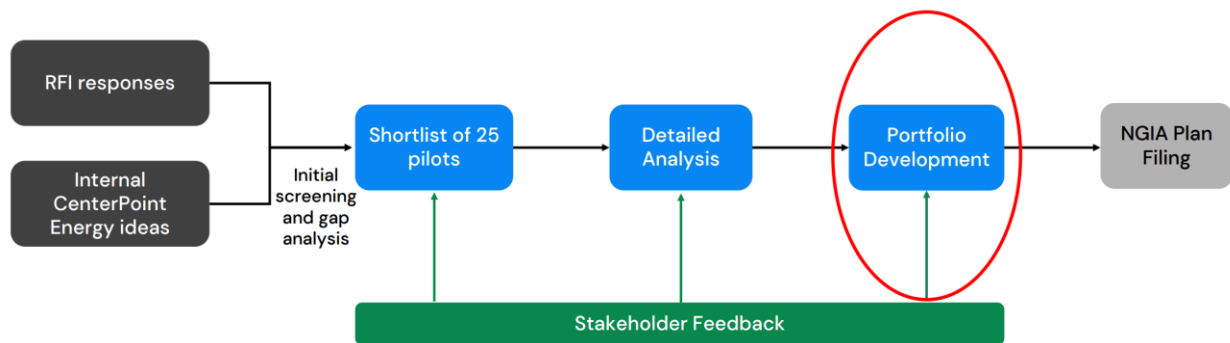 RFI responses
Internal
CenterPoint
Energy ideas
Initial
screening
and gap
analysis
Shortlist of 25
pilots
Detailed
Analysis
Portfolio
Development
NGIA Plan
Filing
Stakeholder Feedback